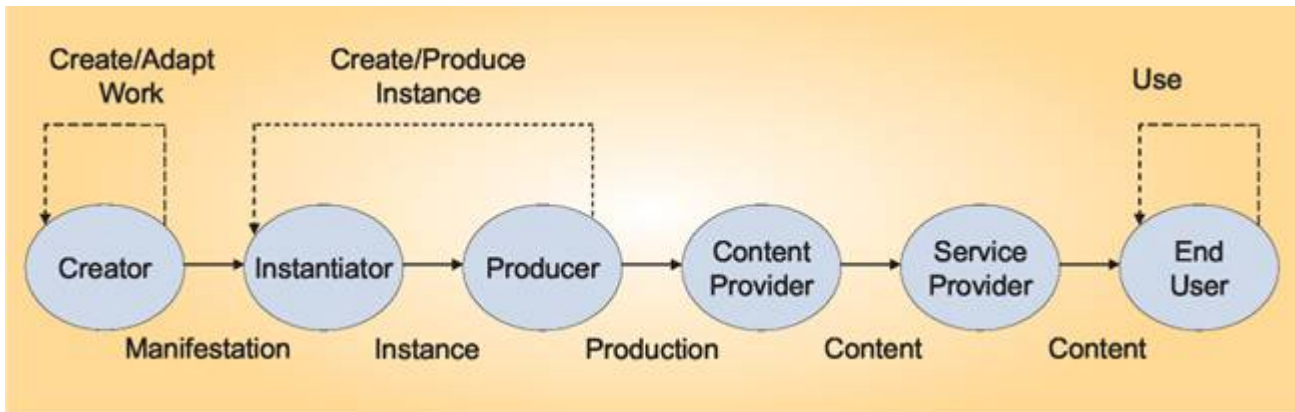 Create/Adapt
Work
Create/Produce
Instance
Use
Creator
Instantiator
Producer
Content
Provider
Service
Provider
End
User
Manifestation
Instance
Production
Content
Content